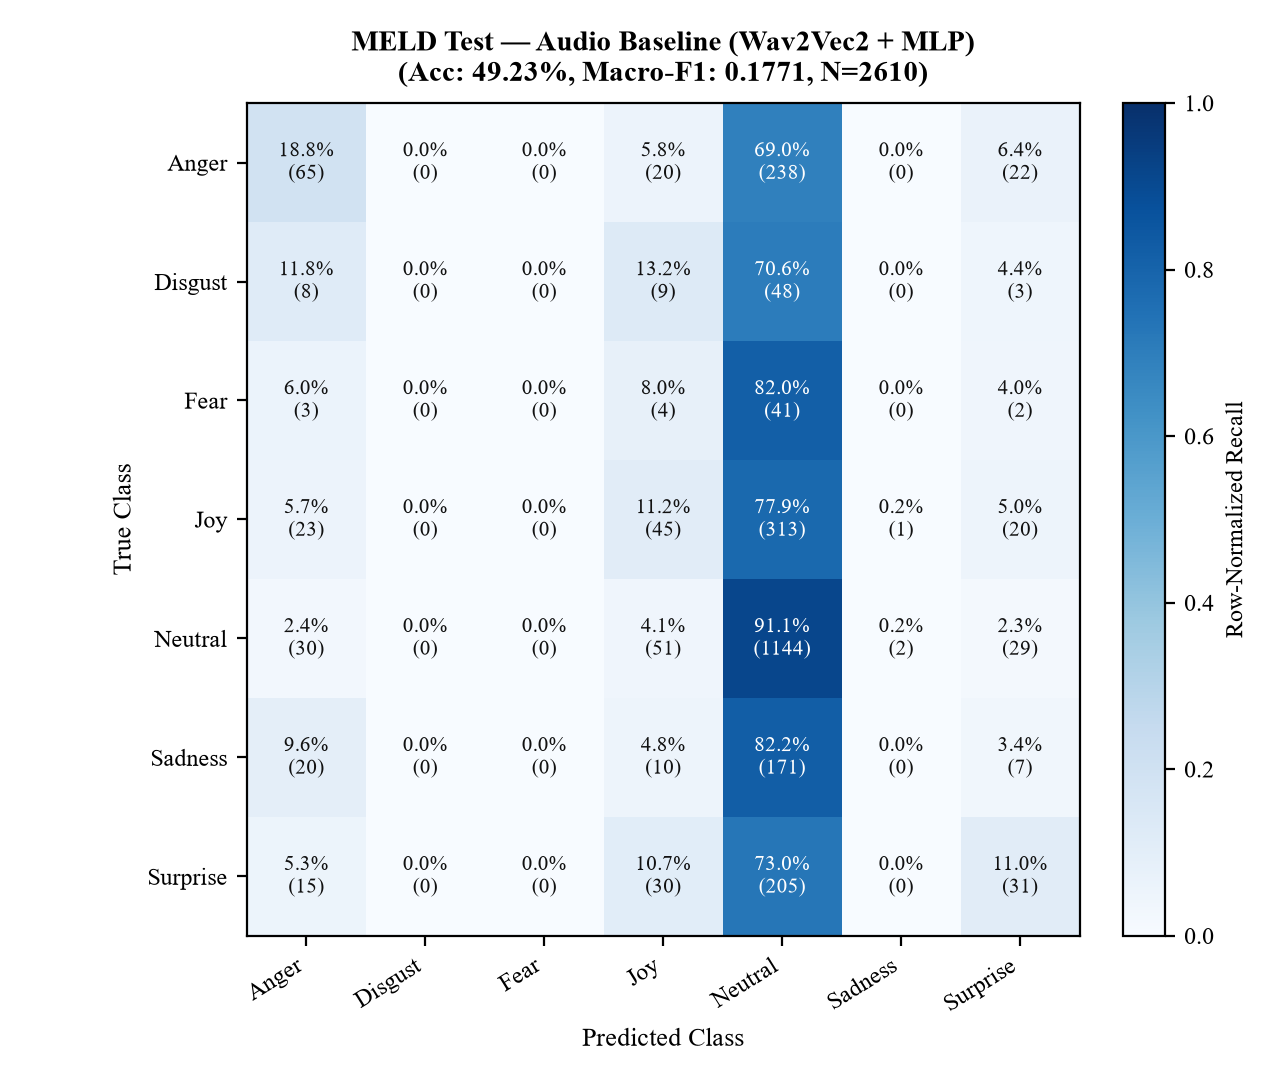 MELD Test — Audio Baseline (Wav2Vec2 + MLP)
(Acc: 49.23%, Macro-F1: 0.1771, N=2610)
Anger 18.8% 0.0% 0.0% 5.8% 69.0% 0.0% 6.4%
(65) (0) (0) (20) (238) (0) (22)
Disgust 11.8% 0.0% 0.0% 13.2% 70.6% 0.0% 4.4%
(8) (0) (0) (9) (48) (0) (3)
Fear 6.0% 0.0% 0.0% 8.0% 82.0% 0.0% 4.0%
(3) (0) (0) (4) (41) (0) (2)
Joy 5.7% 0.0% 0.0% 11.2% 77.9% 0.2% 5.0%
(23) (0) (0) (45) (313) (1) (20)
Neutral 2.4% 0.0% 0.0% 4.1% 91.1% 0.2% 2.3%
(30) (0) (0) (51) (1144) (2) (29)
Sadness 9.6% 0.0% 0.0% 4.8% 82.2% 0.0% 3.4%
(20) (0) (0) (10) (171) (0) (7)
Surprise 5.3% 0.0% 0.0% 10.7% 73.0% 0.0% 11.0%
(15) (0) (0) (30) (205) (0) (31)
Anger Disgust Fear Joy Neutral Sadness Surprise
Predicted Class
True Class
1.0
0.8
0.6
0.4
0.2
0.0
Row-Normalized Recall